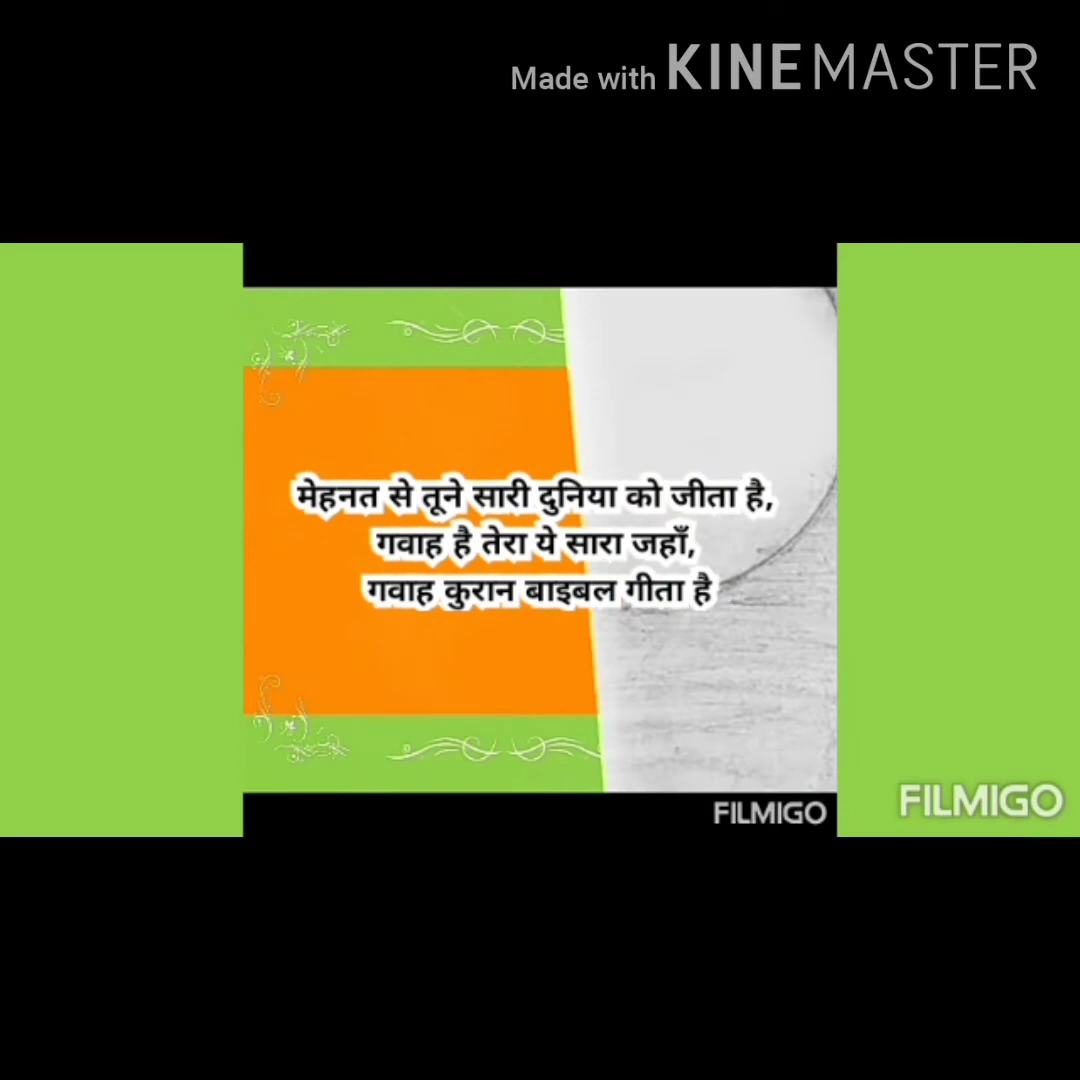 Made with KINEMASTER
मेहनत से तूने सारी दुनिया को जीता है,
गवाह है तेरा ये सारा जहाँ,
गवाह कुरान बाइबल गीता है
FILMIGO
FILMIGO